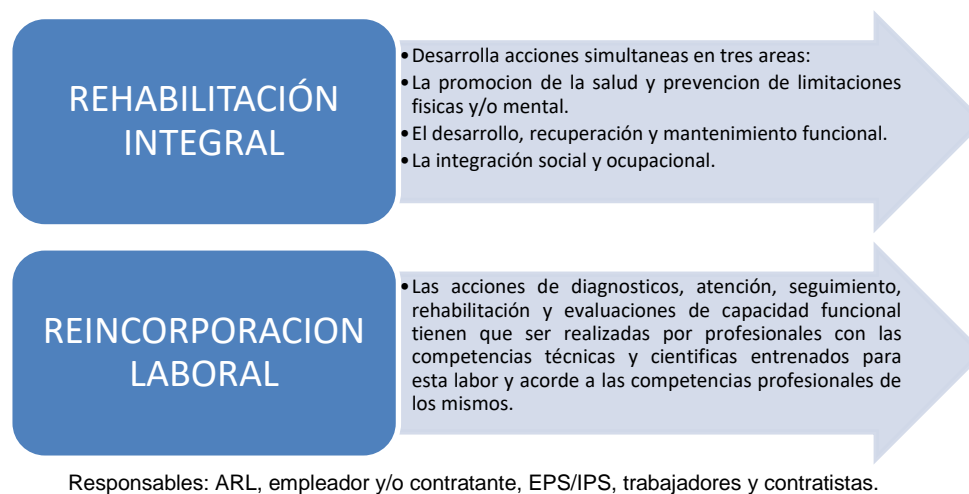 REHABILITACIÓN
INTEGRAL
•Desarrolla acciones simultaneas en tres areas:
•La promocion de la salud y prevencion de limitaciones
fisicas y/o mental.
•El desarrollo, recuperación y mantenimiento funcional.
•La integración social y ocupacional.
REINCORPORACION
LABORAL
•Las acciones de diagnosticos, atención, seguimiento,
rehabilitación y evaluaciones de capacidad funcional
tienen que ser realizadas por profesionales con las
competencias técnicas y cientificas entrenados para
esta labor y acorde a las competencias profesionales de
los mismos.
Responsables: ARL, empleador y/o contratante, EPS/IPS, trabajadores y contratistas.